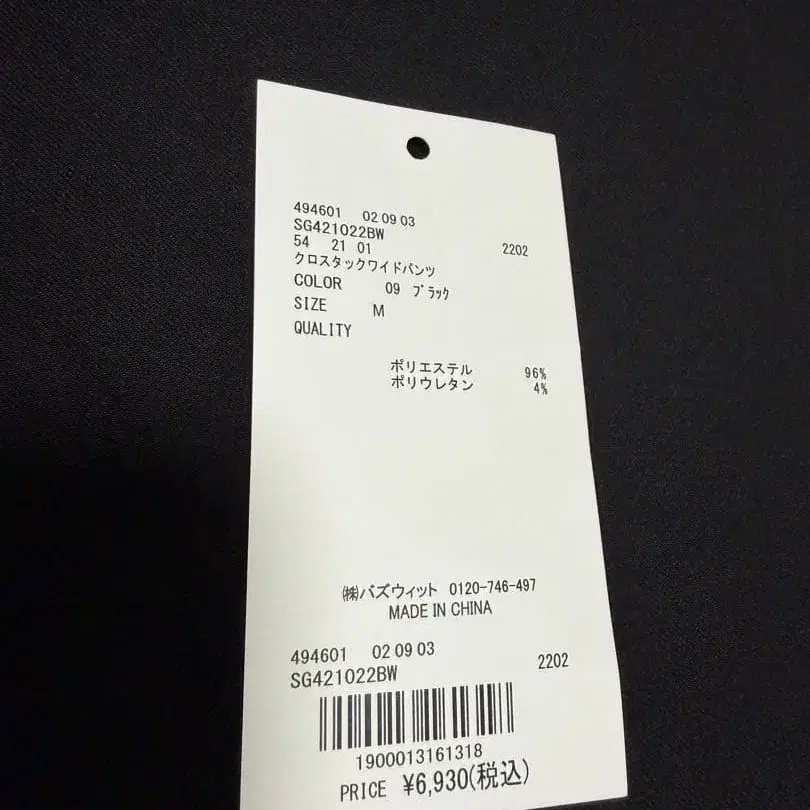 494601 02 09 03
SG421022BW
54 21 01 2202
クロスタックワイドパンツ
COLOR 09 ブラック
SIZE M
QUALITY
ポリエステル 96%
ポリウレタン 4%
㈱バズウィット 0120-746-497
MADE IN CHINA
494601 02 09 03
SG421022BW 2202
1900013161318
PRICE ¥6,930(税込)